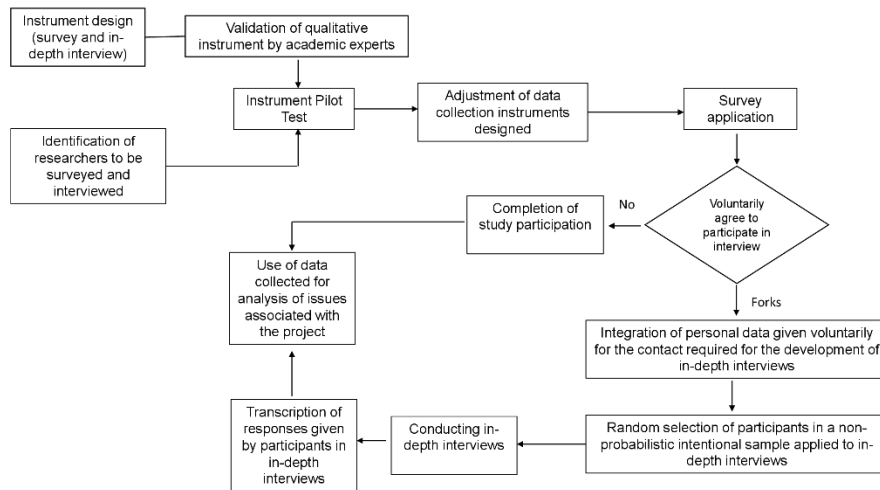 Instrument design
(survey and in-
depth interview)
Validation of qualitative
instrument by academic experts
Instrument Pilot
Test
Adjustment of data
collection instruments
designed
Survey
application
Identification of
researchers to be
surveyed and
interviewed
Voluntarily
agree to
participate in
interview
No
Completion of
study participation
Use of data
collected for
analysis of issues
associated with
the project
Forks
Integration of personal data given voluntarily
for the contact required for the development of
in-depth interviews
Random selection of participants in a non-
probabilistic intentional sample applied to in-
depth interviews
Conducting in-
depth interviews
Transcription of
responses given
by participants in
in-depth
interviews